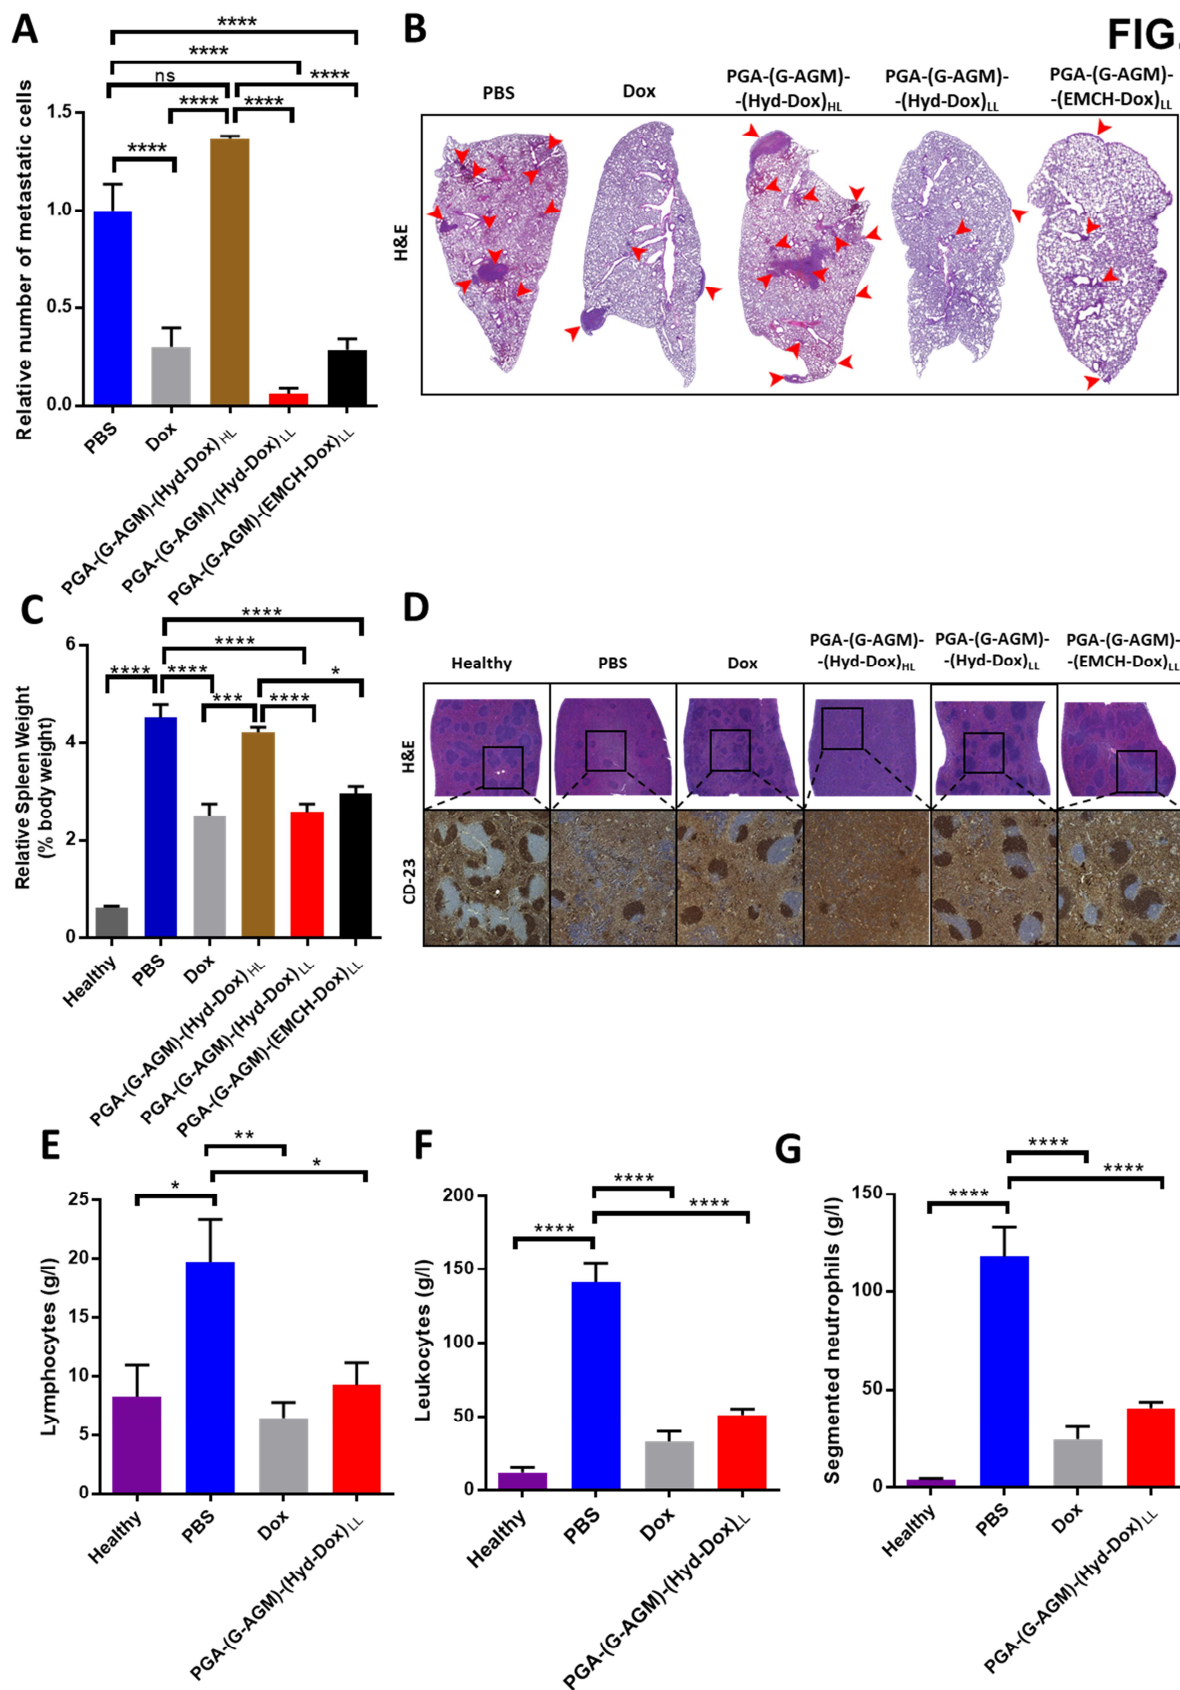 FIG.
A
Relative number of metastatic cells
****
****
ns
****
****
****
****
1.5
1.0
0.5
0.0
PBS
Dox
PGA-(G-AGM)-(Hyd-Dox)HL
PGA-(G-AGM)-(Hyd-Dox)LL
PGA-(G-AGM)-(EMCH-Dox)LL
B
PBS
Dox
PGA-(G-AGM)-
-(Hyd-Dox)HL
PGA-(G-AGM)-
-(Hyd-Dox)LL
PGA-(G-AGM)-
-(EMCH-Dox)LL
H&E
C
Relative Spleen Weight
(% body weight)
****
****
*
****
****
***
****
6
4
2
0
Healthy
PBS
Dox
PGA-(G-AGM)-(Hyd-Dox)HL
PGA-(G-AGM)-(Hyd-Dox)LL
PGA-(G-AGM)-(EMCH-Dox)LL
D
Healthy
PBS
Dox
PGA-(G-AGM)-
-(Hyd-Dox)HL
PGA-(G-AGM)-
-(Hyd-Dox)LL
PGA-(G-AGM)-
-(EMCH-Dox)LL
H&E
CD-23
E
Lymphocytes (g/l)
**
*
*
25
20
15
10
5
0
Healthy
PBS
Dox
PGA-(G-AGM)-(Hyd-Dox)LL
F
Leukocytes (g/l)
****
****
****
200
150
100
50
0
Healthy
PBS
Dox
PGA-(G-AGM)-(Hyd-Dox)LL
G
Segmented neutrophils (g/l)
****
****
****
150
100
50
0
Healthy
PBS
Dox
PGA-(G-AGM)-(Hyd-Dox)LL